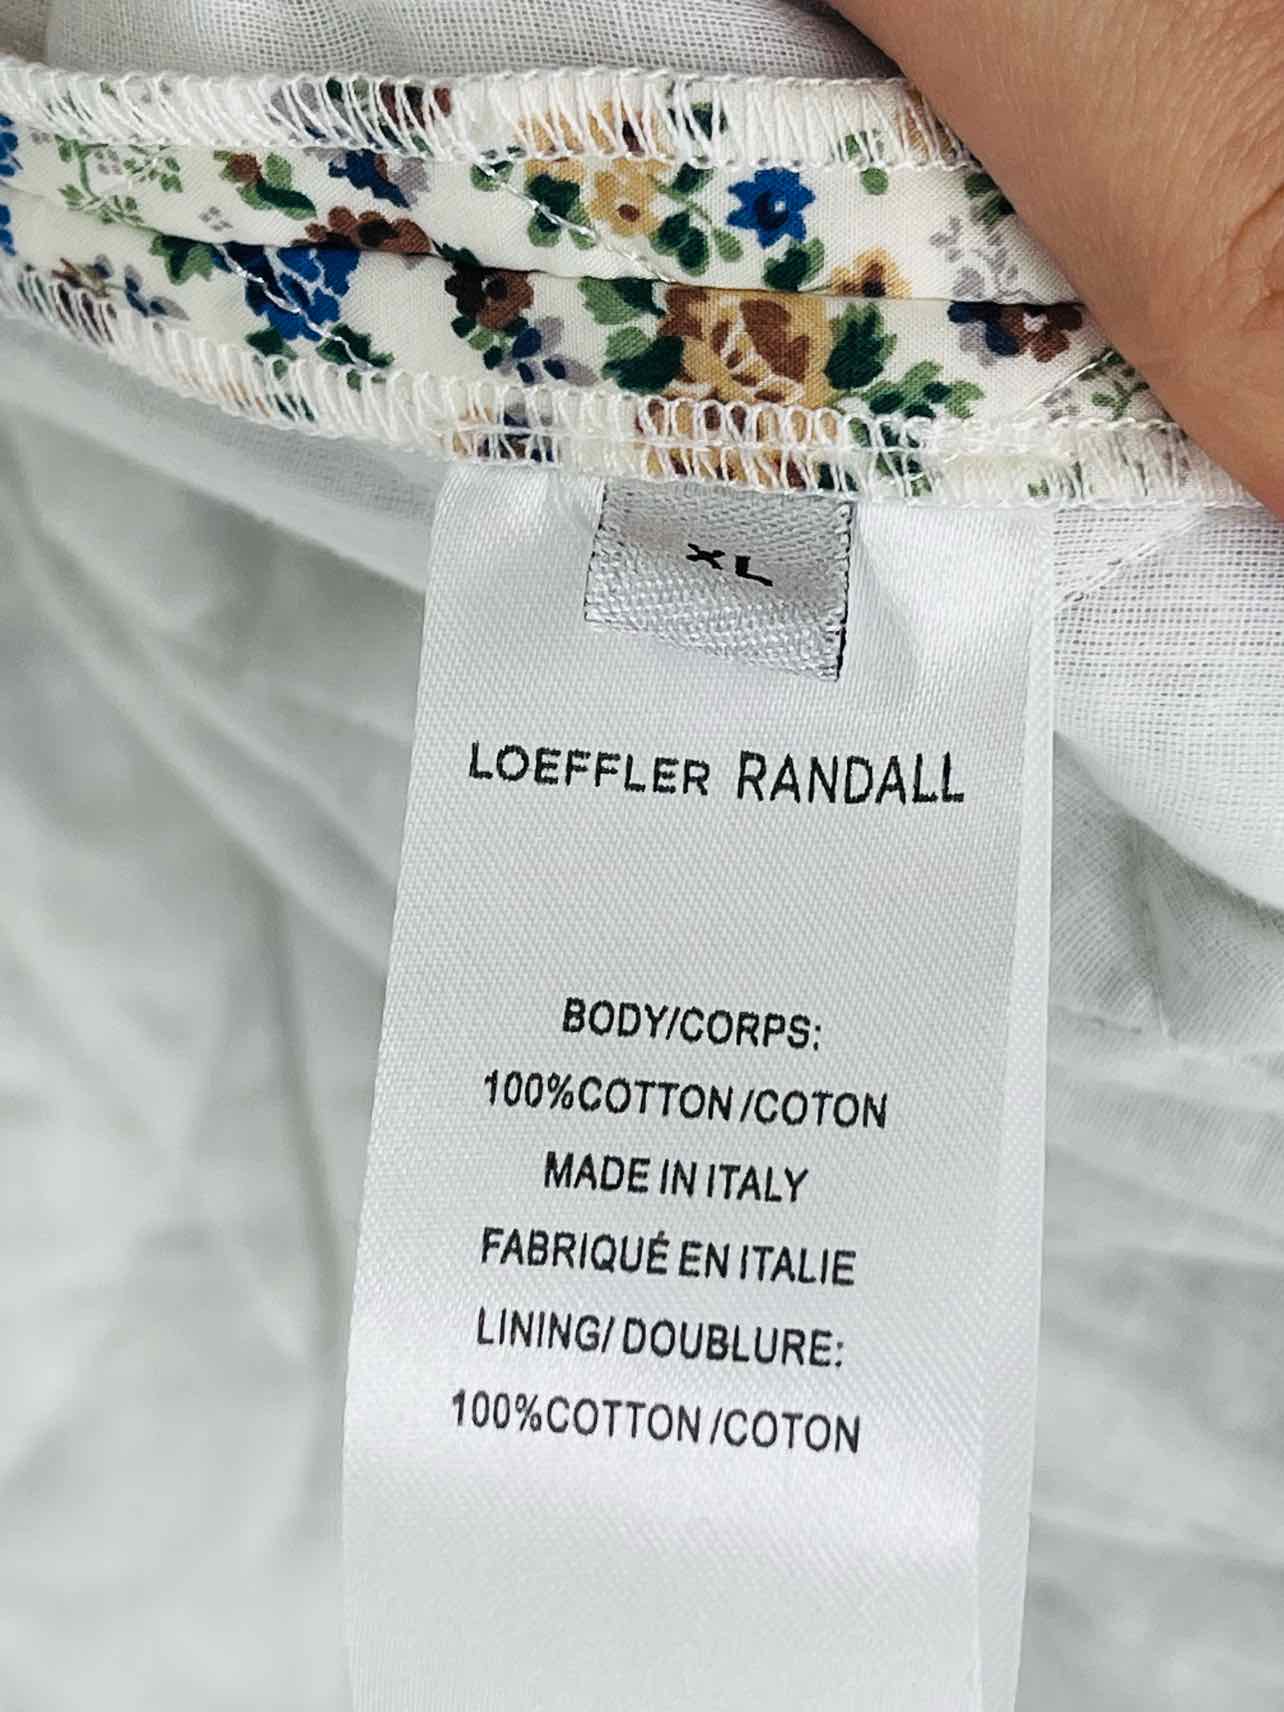 XL
LOEFFLER RANDALL
BODY/CORPS:
100%COTTON/COTON
MADE IN ITALY
FABRIQUÉ EN ITALIE
LINING/DOUBLURE:
100%COTTON/COTON